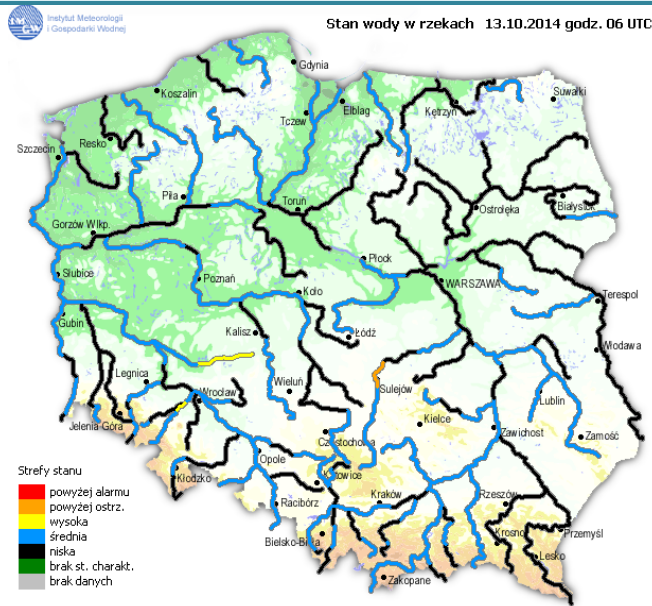 Instytut Meteorologii
i Gospodarki Wodnej
Stan wody w rzekach 13.10.2014 godz. 06 UTC
Gdynia
Koszalin
Suwałki
Tczew
Elbląg
Kętrzyn
Resko
Szczecin
Piła
Toruń
Ostrołęka
Białystok
Gorzów Wlkp.
Płock
Słubice
Poznań
Koło
WARSZAWA
Terespol
Gubin
Kalisz
Łódź
Włodawa
Legnica
Wieluń
Sulejów
Wrocław
Lublin
Jelenia Góra
Kielce
Zawichost
Zamość
Częstochowa
Opole
Strefy stanu
Kłodzko
Katowice
powyżej alarmu
Racibórz
Kraków
Rzeszów
powyżej ostrz.
wysoka
średnia
Bielsko-Biała
Krosno
Przemyśl
niska
Lesko
brak st. charakt.
Zakopane
brak danych